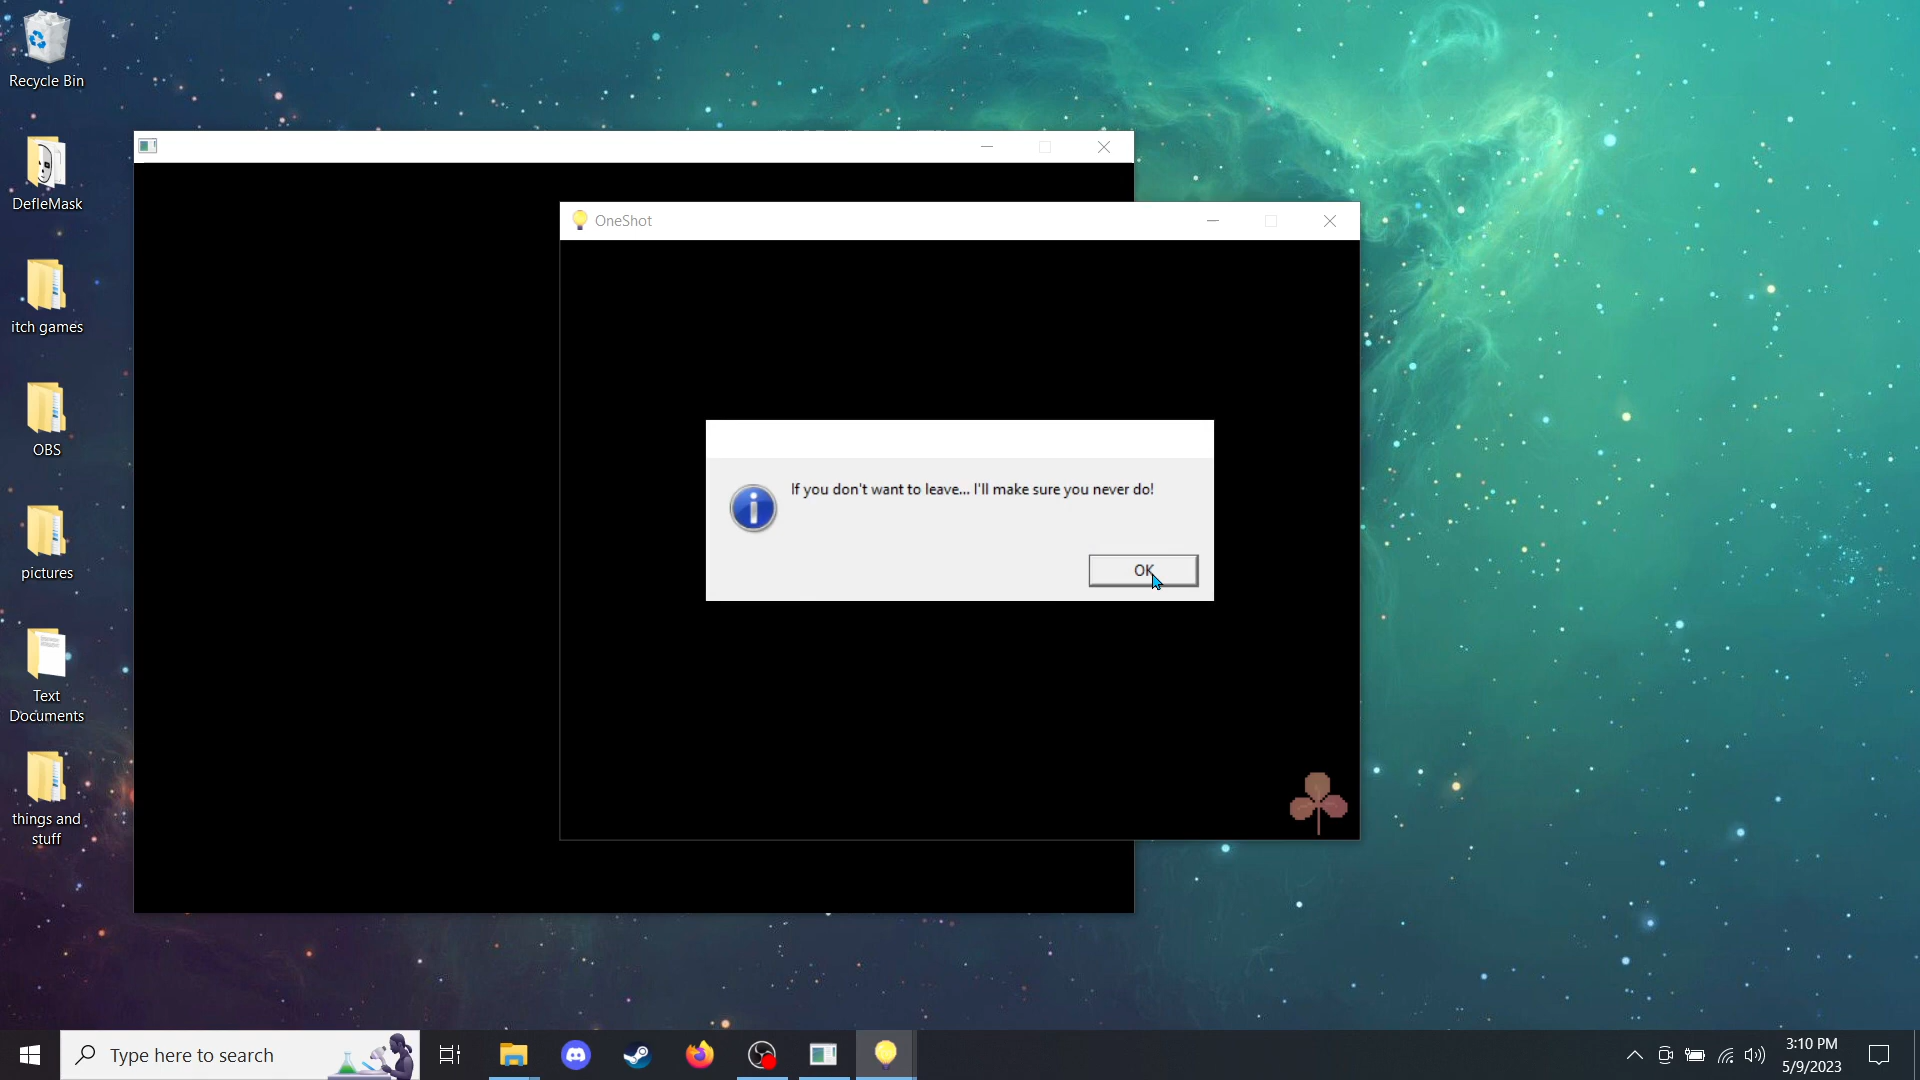 Recycle Bin
DefleMask
itch games
OBS
pictures
Text
Documents
things and
stuff
OneShot
If you don't want to leave... I'll make sure you never do!
OK
Type here to search
3:10 PM
5/9/2023